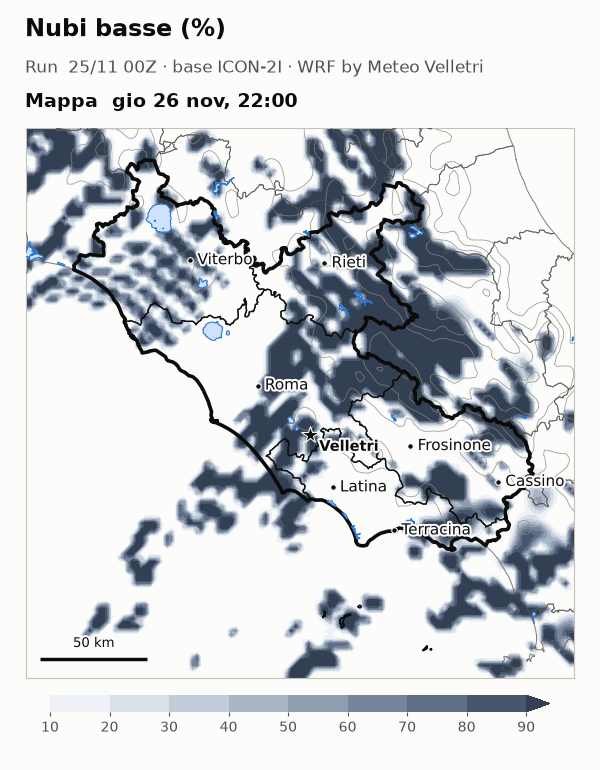 Nubi basse (%)
Run  25/11 00Z · base ICON-2I · WRF by Meteo Velletri
Mappa  gio 26 nov, 22:00
Viterbo
Rieti
Roma
Velletri
Frosinone
Latina
Cassino
Terracina
50 km
10 20 30 40 50 60 70 80 90